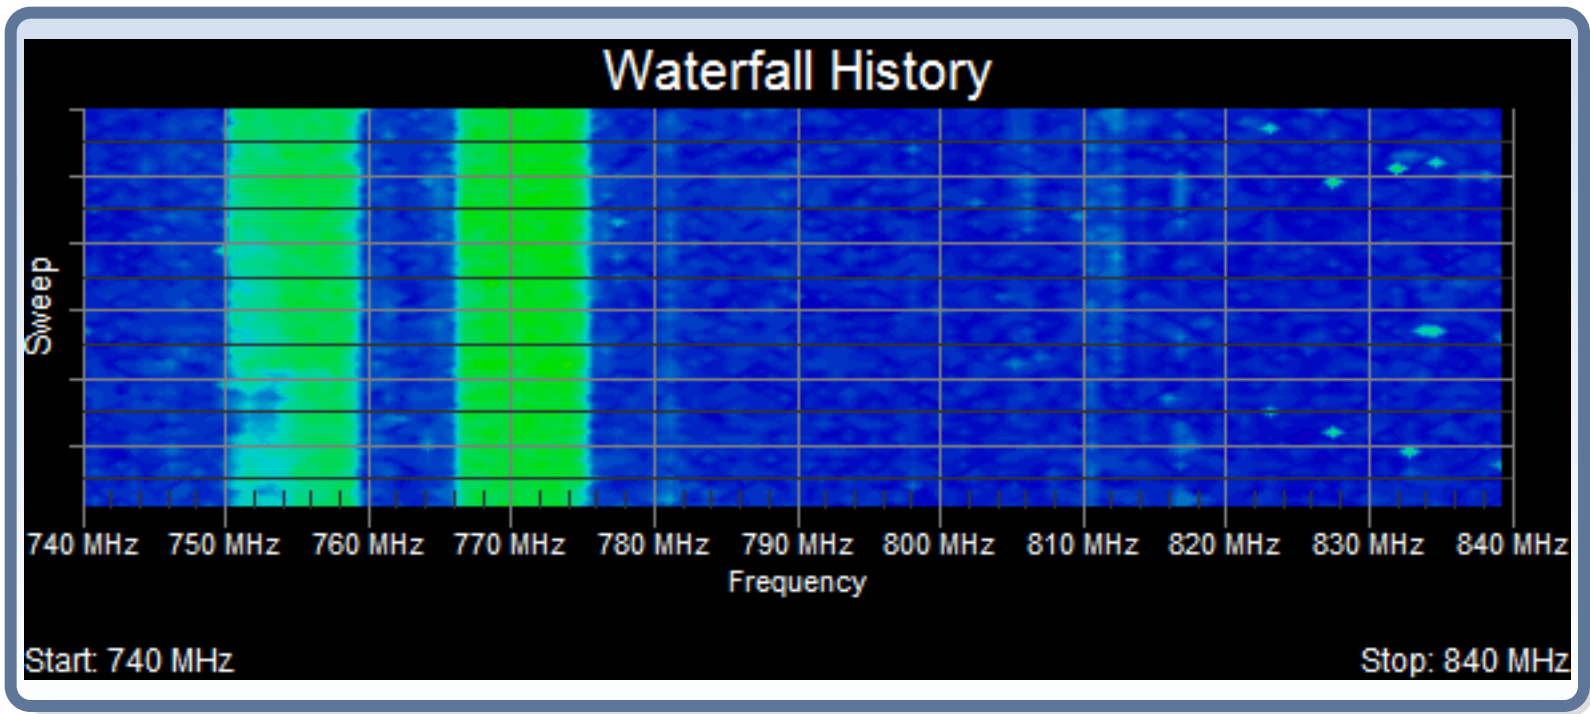 Waterfall History
Sweep
740 MHz 750 MHz 760 MHz 770 MHz 780 MHz 790 MHz 800 MHz 810 MHz 820 MHz 830 MHz 840 MHz
Frequency
Start: 740 MHz Stop: 840 MHz